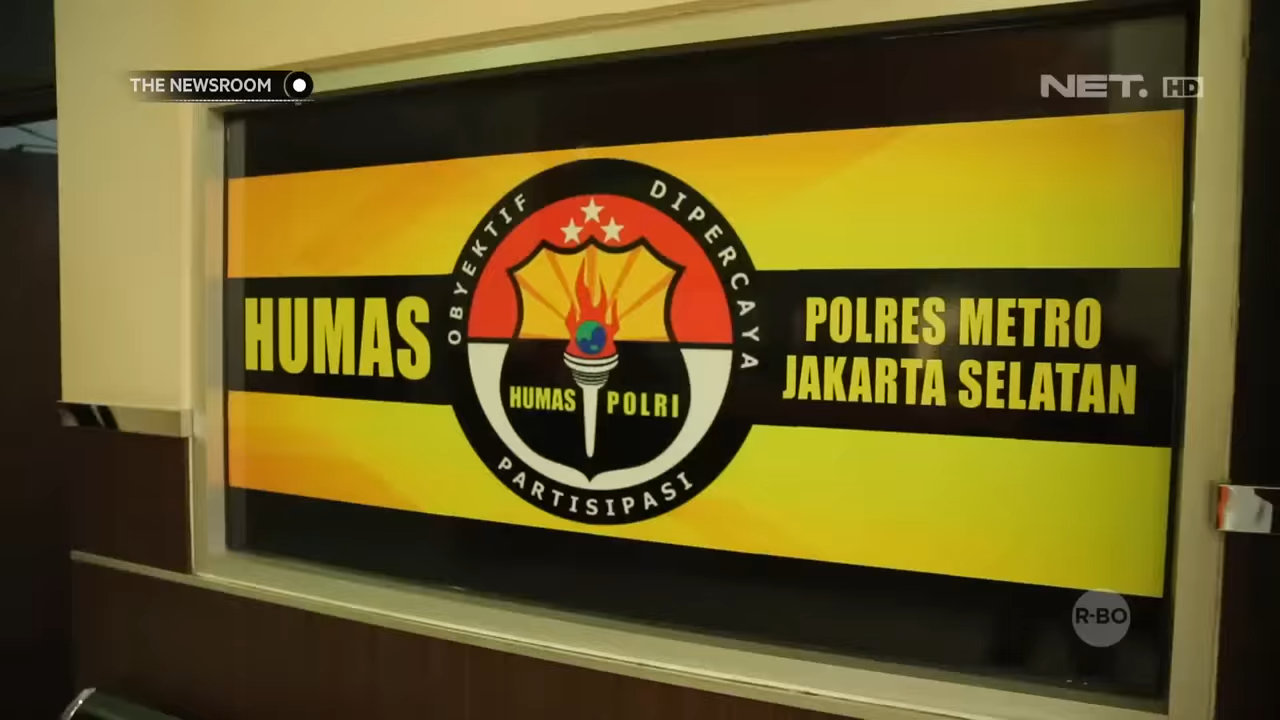 THE NEWSROOM
NET. HD
HUMAS
OBYEKTIF
DIPERCAYA
PARTISIPASI
HUMAS POLRI
POLRES METRO
JAKARTA SELATAN
R-BO